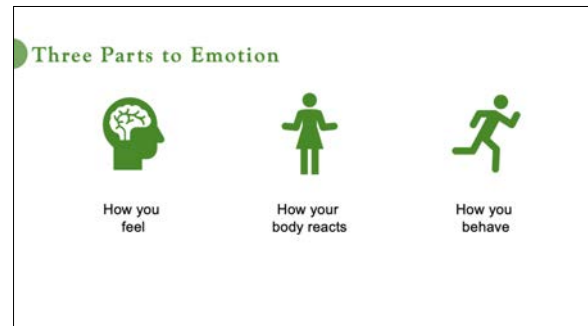 Three Parts to Emotion
How you
feel
How your
body reacts
How you
behave